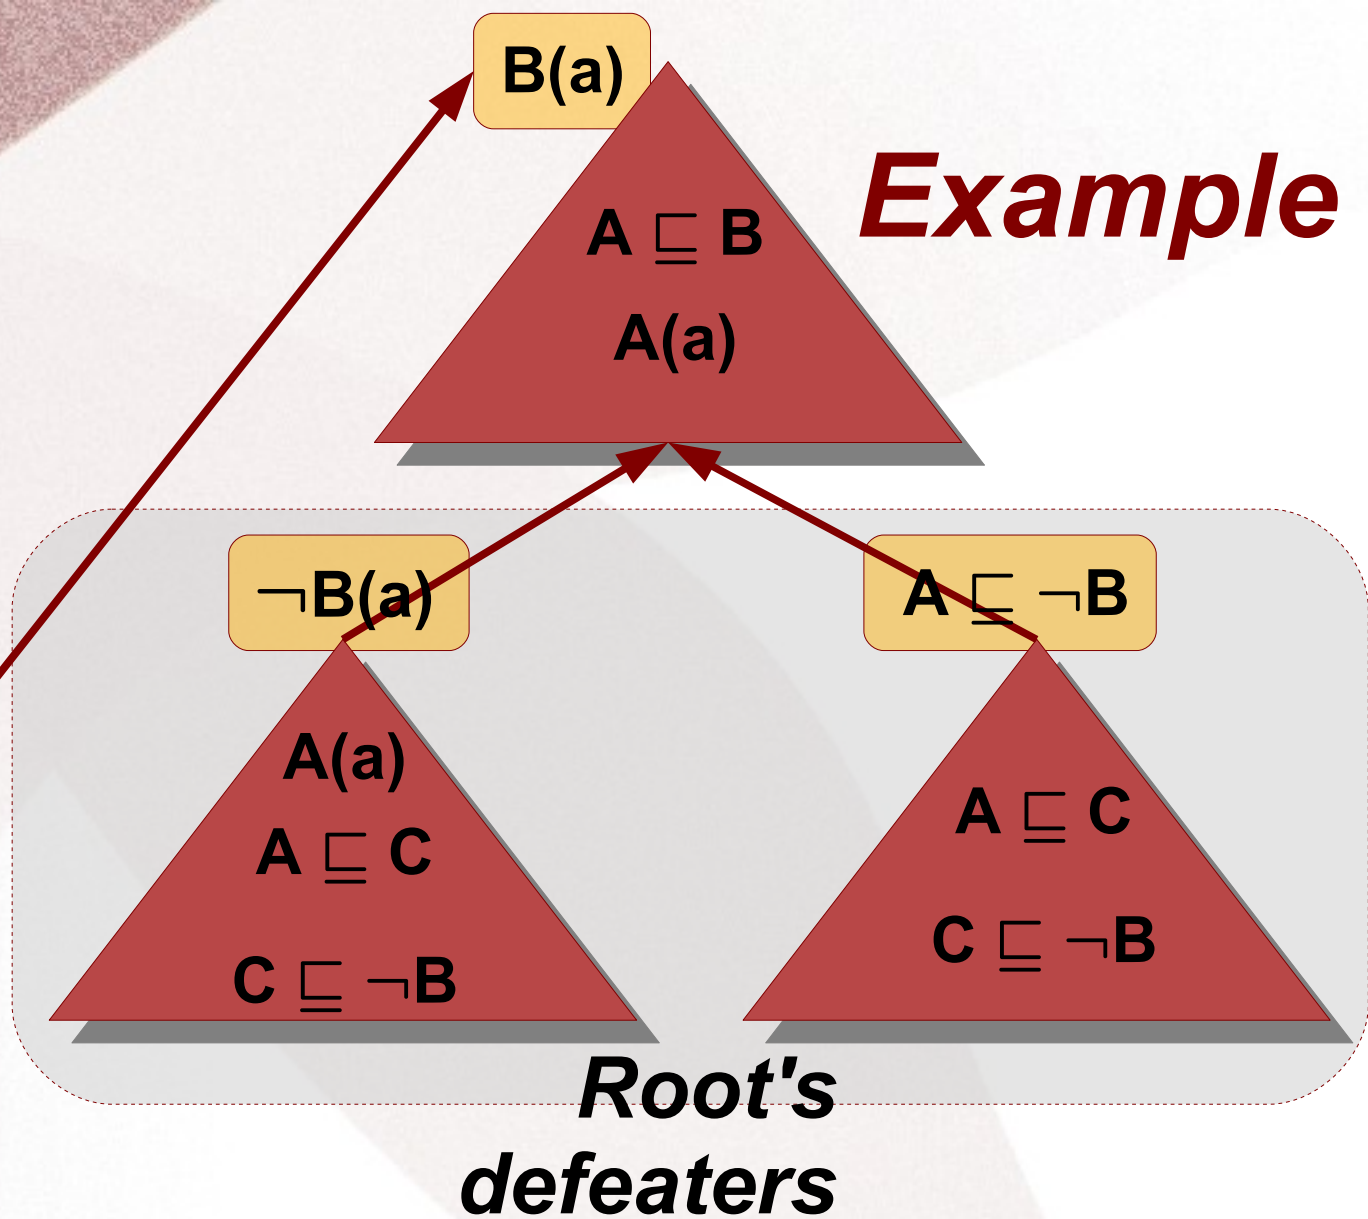 B(a)
Example
A ⊑ B
A(a)
¬B(a)
A ⊑ ¬B
A(a)
A ⊑ C
C ⊑ ¬B
A ⊑ C
C ⊑ ¬B
Root's
defeaters